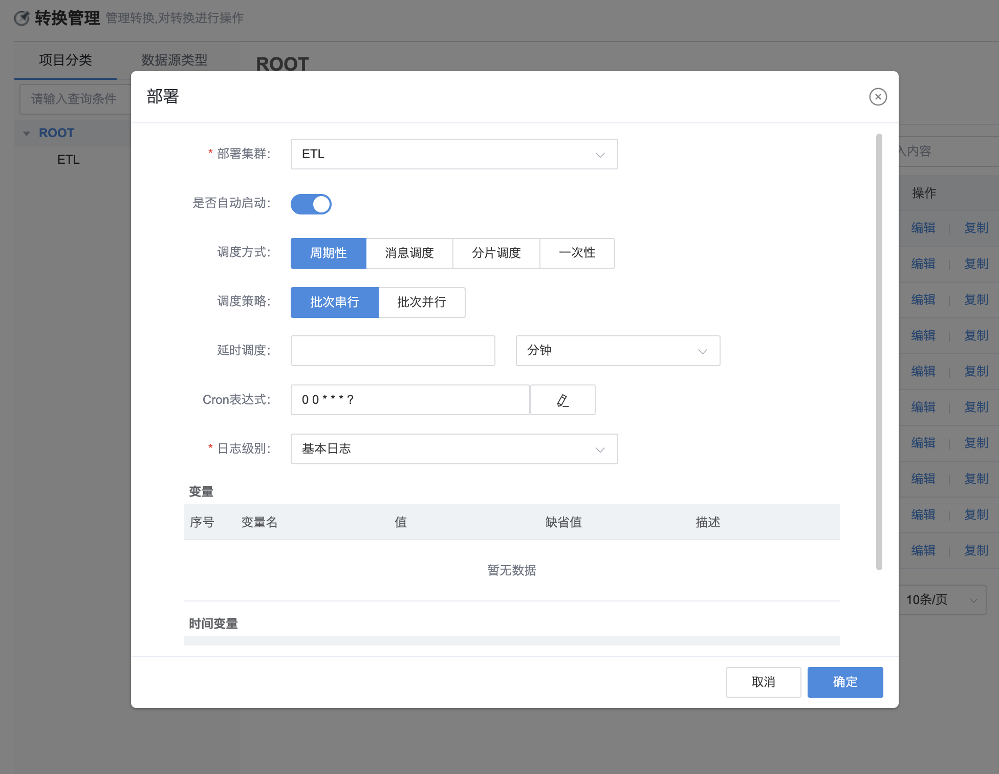 转换管理 管理转换,对转换进行操作
项目分类 数据源类型 ROOT
请输入查询条件
ROOT
ETL
部署
* 部署集群: ETL
是否自动启动:
调度方式: 周期性 消息调度 分片调度 一次性
调度策略: 批次串行 批次并行
延时调度: 分钟
Cron表达式: 0 0 * * * ?
* 日志级别: 基本日志
变量
序号 变量名 值 缺省值 描述
暂无数据
时间变量
取消 确定
入内容
操作
编辑 | 复制
编辑 | 复制
编辑 | 复制
编辑 | 复制
编辑 | 复制
编辑 | 复制
编辑 | 复制
编辑 | 复制
编辑 | 复制
编辑 | 复制
10条/页